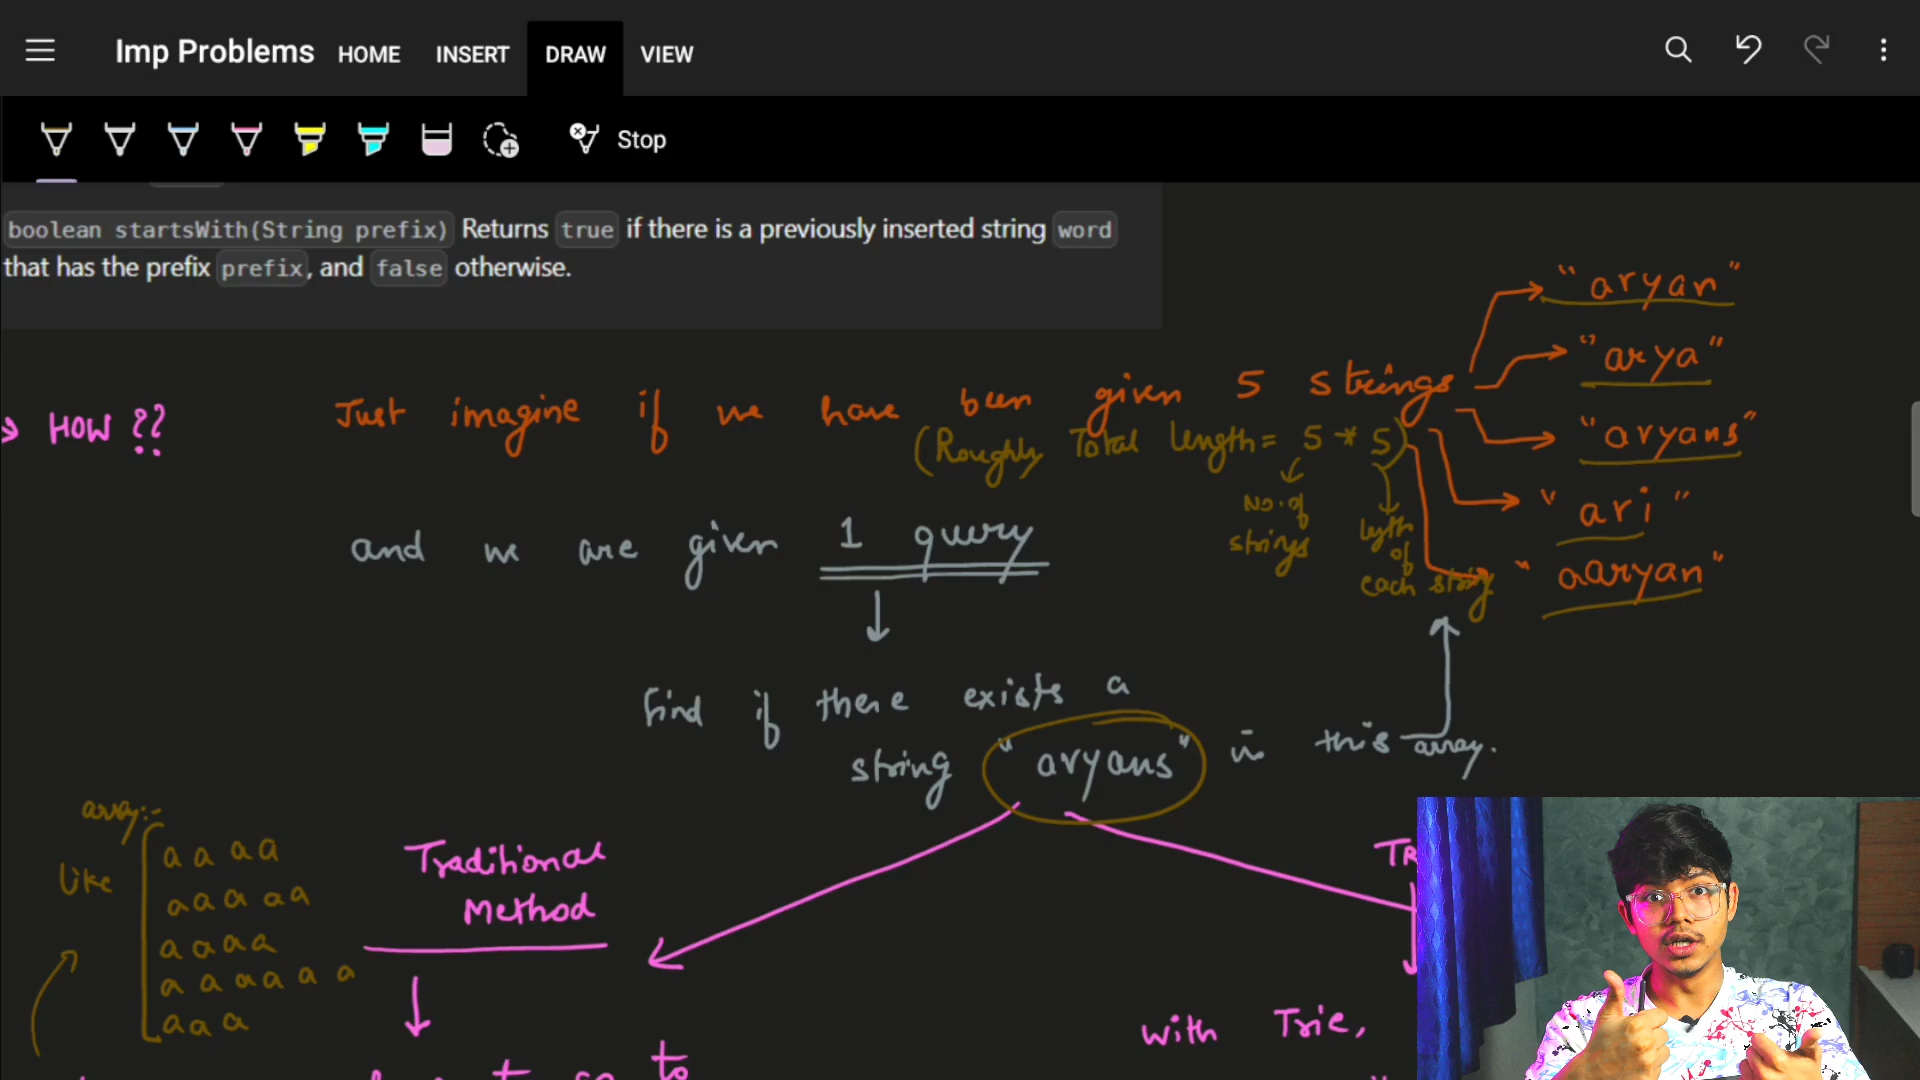 Imp Problems HOME INSERT DRAW VIEW
Stop
boolean startsWith(String prefix) Returns true if there is a previously inserted string word
that has the prefix prefix, and false otherwise.
"aryan"
"arya"
"aryans"
"ari"
"aaryan"
HOW ??
Just imagine if we have been given 5 strings
(Roughly Total length = 5 * 5)
No. of
strings
of
each string
and we are given 1 query
find if there exists a
string "aryans" in this array.
array:-
like
a a a a
a a a a a
a a a a
a a a a a a
a a a
Traditional
Method
TR
with Trie,
to